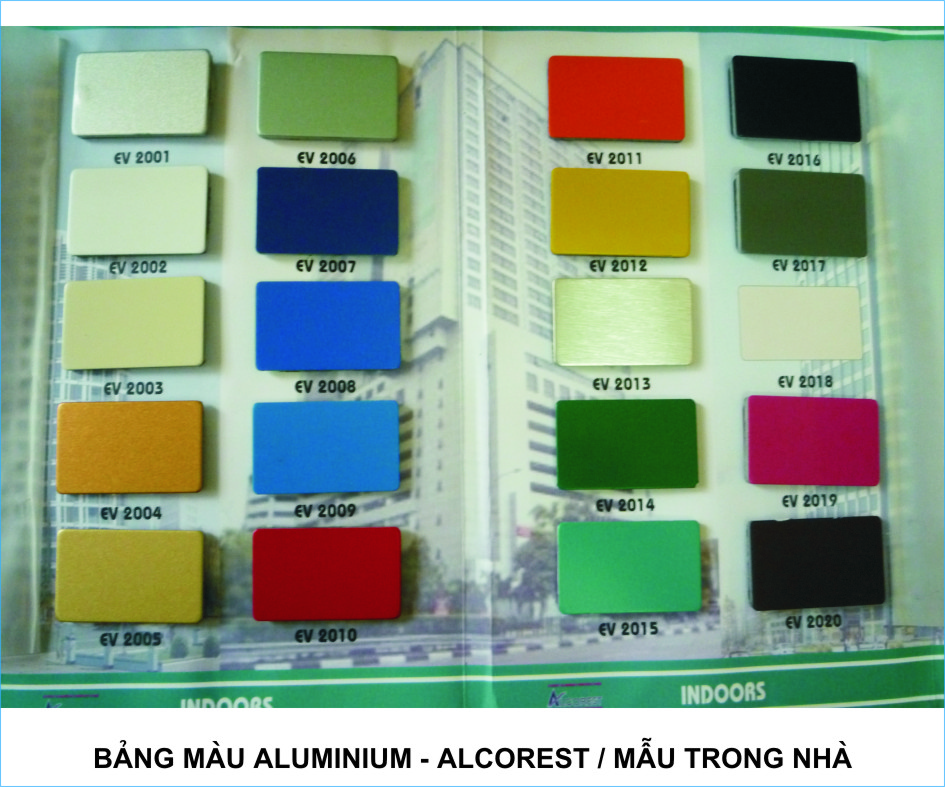 EV 2001
EV 2006
EV 2011
EV 2016
EV 2002
EV 2007
EV 2012
EV 2017
EV 2003
EV 2008
EV 2013
EV 2018
EV 2004
EV 2009
EV 2014
EV 2019
EV 2005
EV 2010
EV 2015
EV 2020
INDOORS
ALCOREST
INDOORS
BẢNG MÀU ALUMINIUM - ALCOREST / MẪU TRONG NHÀ